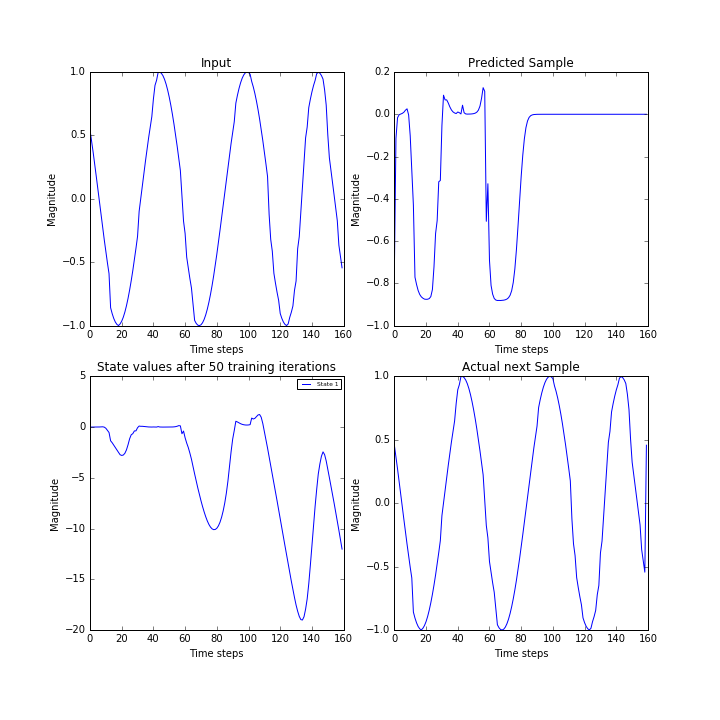 Input
Magnitude
1.0
0.5
0.0
−0.5
−1.0
0 20 40 60 80 100 120 140 160
Time steps
Predicted Sample
Magnitude
0.2
0.0
−0.2
−0.4
−0.6
−0.8
−1.0
0 20 40 60 80 100 120 140 160
Time steps
State values after 50 training iterations
State 1
Magnitude
5
0
−5
−10
−15
−20
0 20 40 60 80 100 120 140 160
Time steps
Actual next Sample
Magnitude
1.0
0.5
0.0
−0.5
−1.0
0 20 40 60 80 100 120 140 160
Time steps